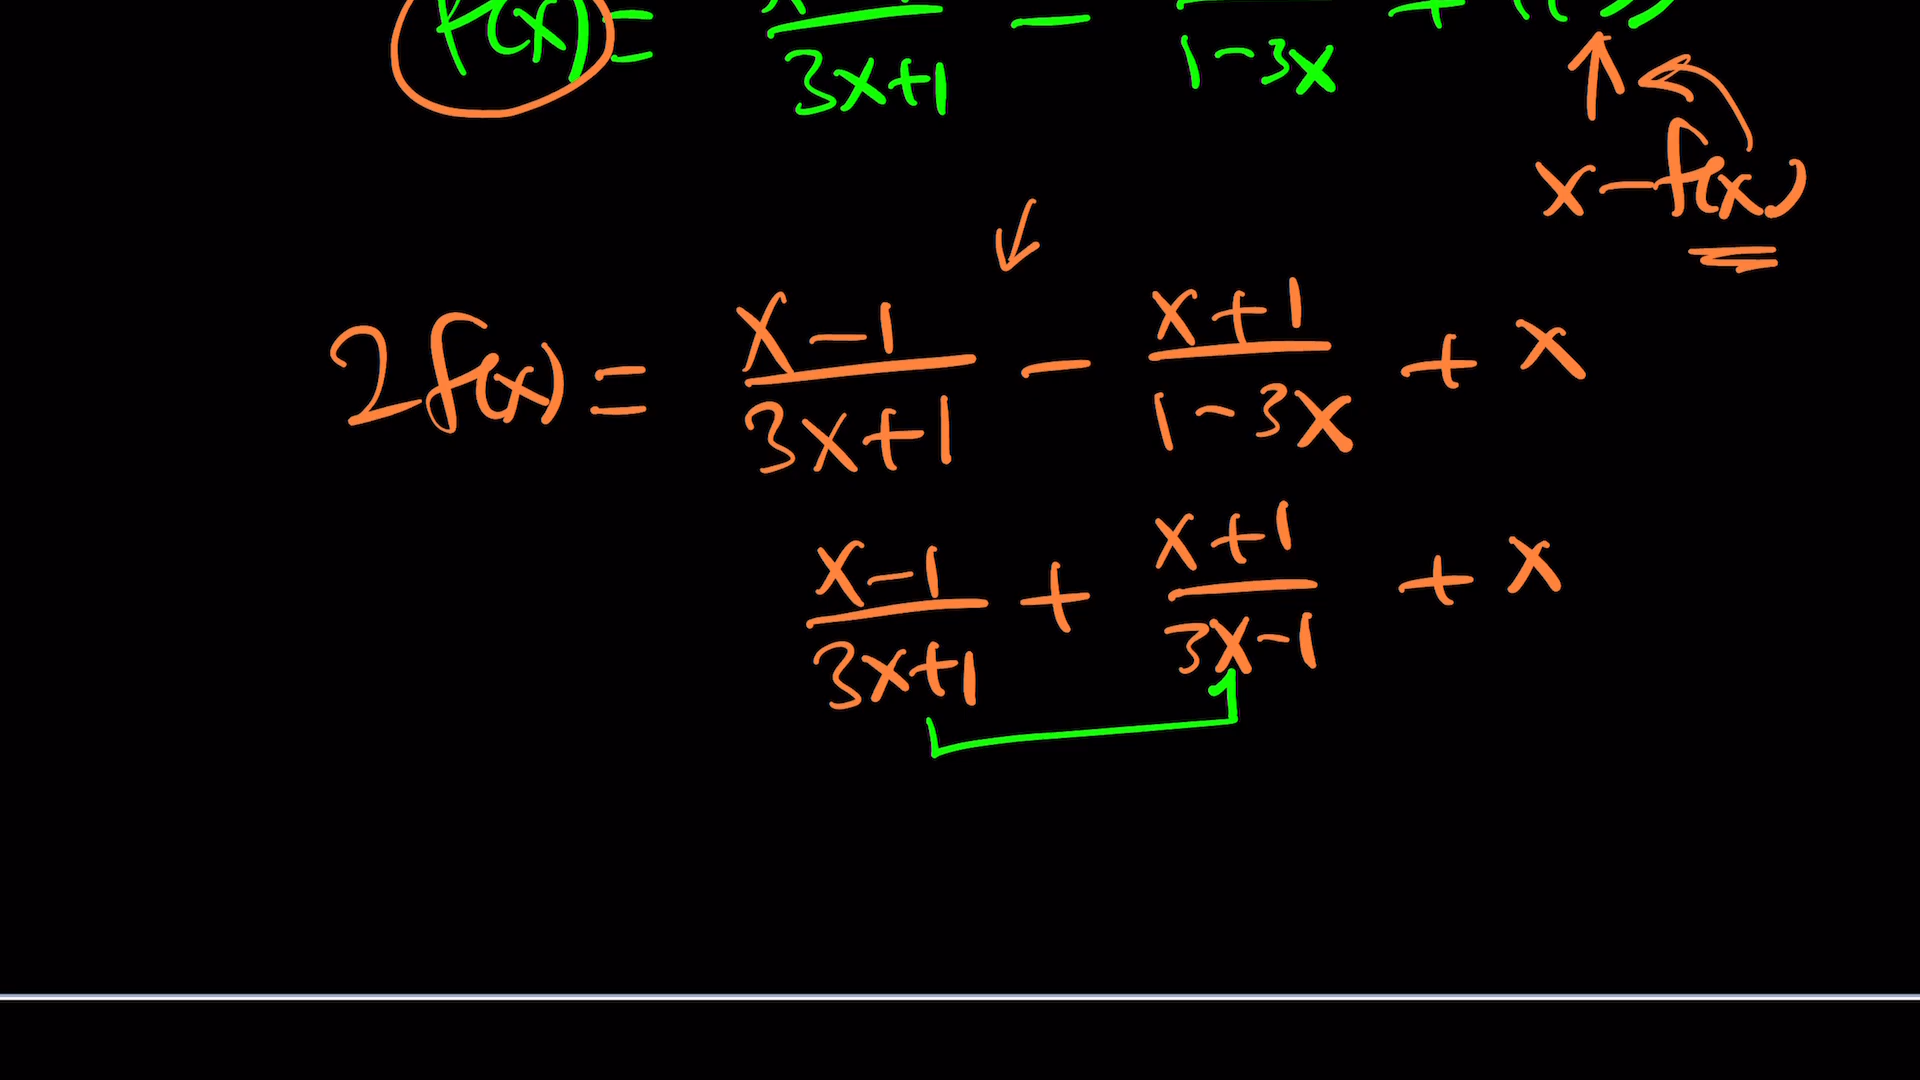 f(x) = / 3x+1 - / 1-3x +
x - f(x)
2f(x) = x-1 / 3x+1 - x+1 / 1-3x + x
x-1 / 3x+1 + x+1 / 3x-1 + x